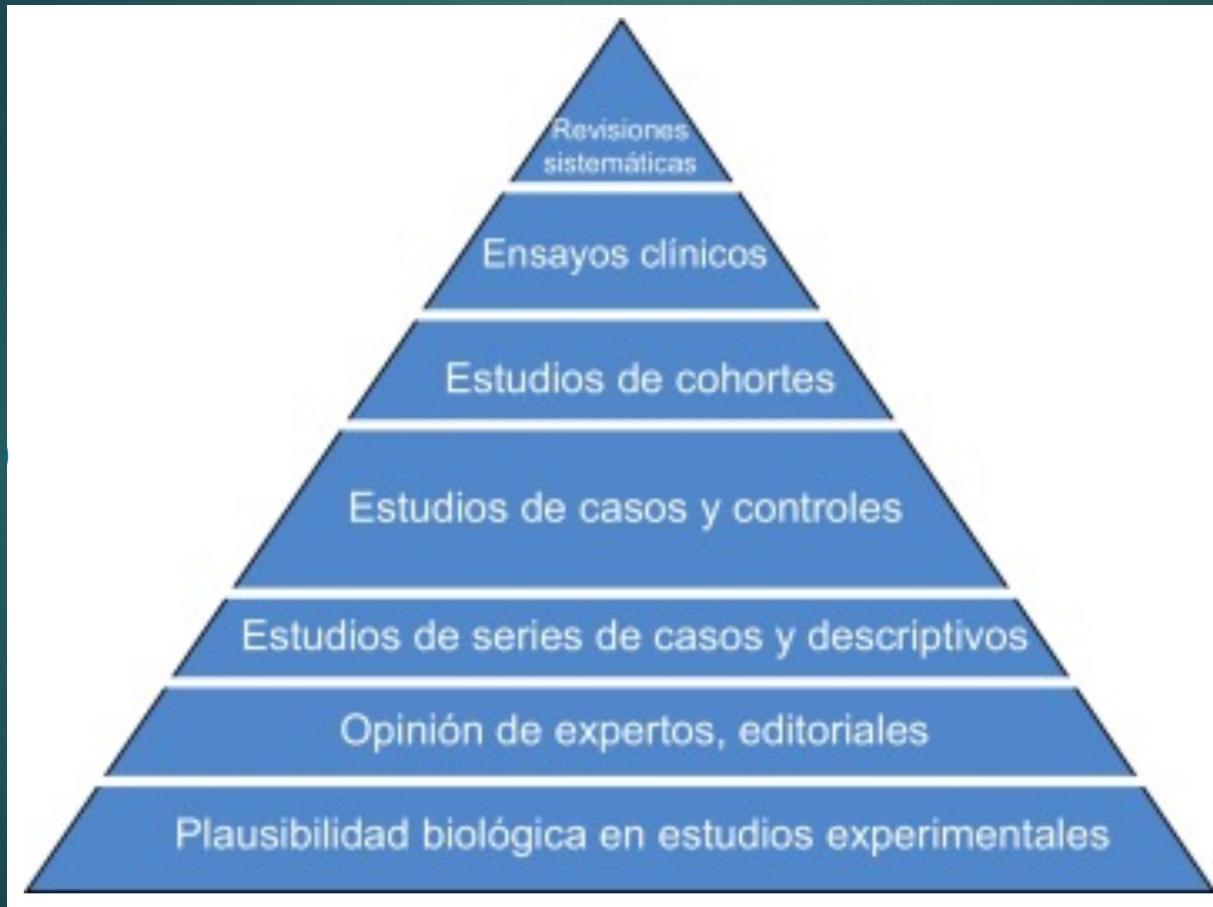 Revisiones
sistemáticas
Ensayos clínicos
Estudios de cohortes
Estudios de casos y controles
Estudios de series de casos y descriptivos
Opinión de expertos, editoriales
Plausibilidad biológica en estudios experimentales